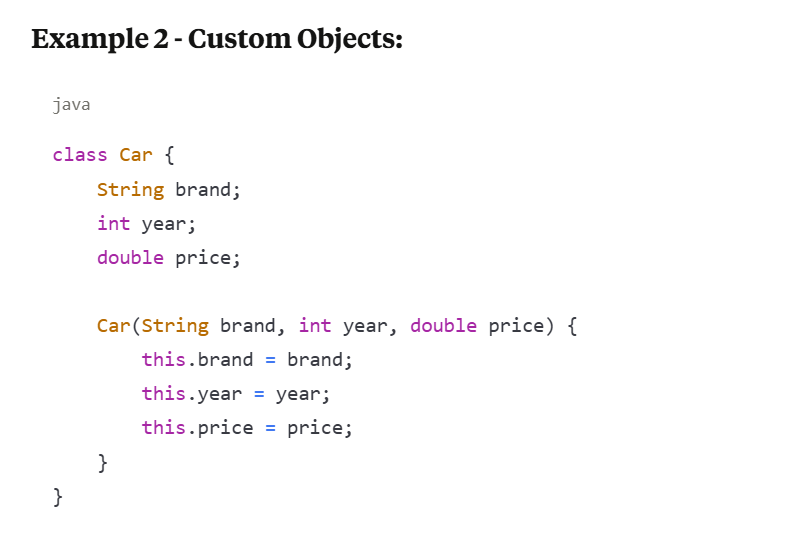 Example 2 - Custom Objects:
java
class Car {
    String brand;
    int year;
    double price;

    Car(String brand, int year, double price) {
        this.brand = brand;
        this.year = year;
        this.price = price;
    }
}